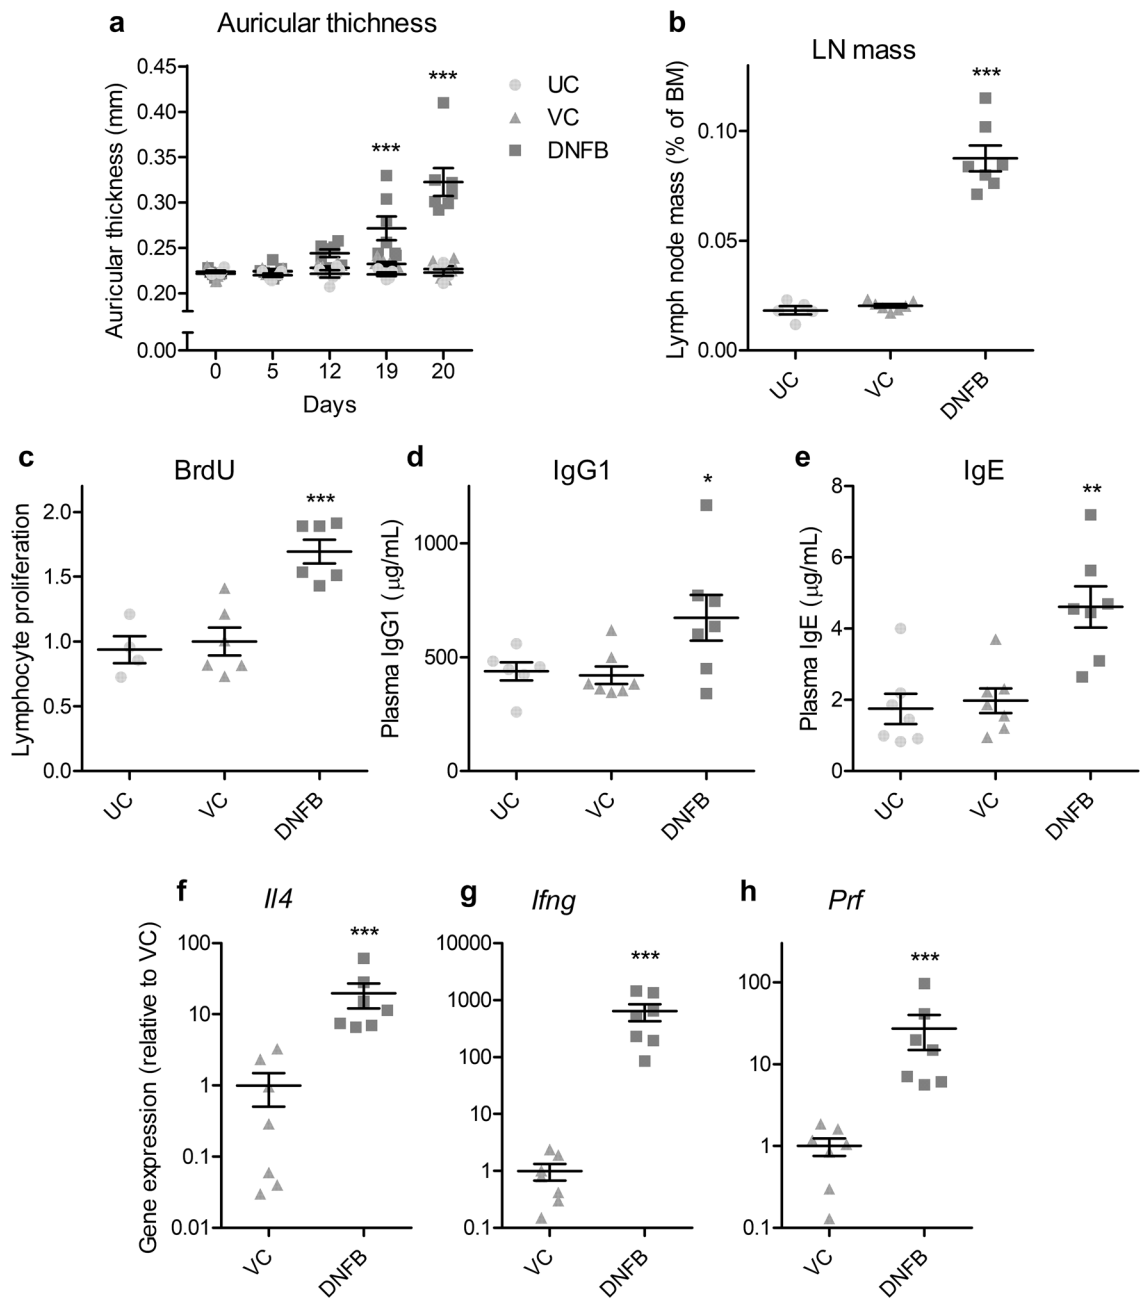 a
Auricular thichness
Auricular thickness (mm)
0.45
0.40
0.35
0.30
0.25
0.20
0.00
***
***
UC
VC
DNFB
0 5 12 19 20
Days
b
LN mass
Lymph node mass (% of BM)
0.10
0.05
0.00
***
UC VC DNFB
c
BrdU
Lymphocyte proliferation
2.0
1.5
1.0
0.5
0.0
***
UC VC DNFB
d
IgG1
Plasma IgG1 (μg/mL)
1000
500
0
*
UC VC DNFB
e
IgE
Plasma IgE (μg/mL)
8
6
4
2
0
**
UC VC DNFB
f
Il4
Gene expression (relative to VC)
100
10
1
0.1
0.01
***
VC DNFB
g
Ifng
10000
1000
100
10
1
0.1
***
VC DNFB
h
Prf
100
10
1
0.1
***
VC DNFB